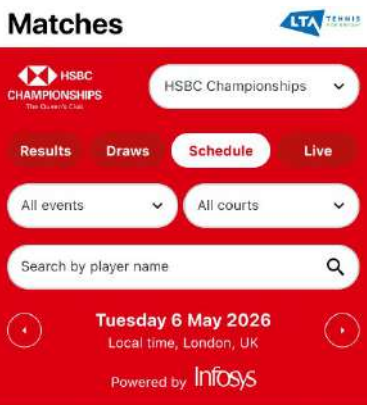 Matches
LTA TENNIS
HSBC
CHAMPIONSHIPS
The Queen's Club
HSBC Championships
Results Draws Schedule Live
All events All courts
Search by player name
Tuesday 6 May 2026
Local time, London, UK
Powered by Infosys